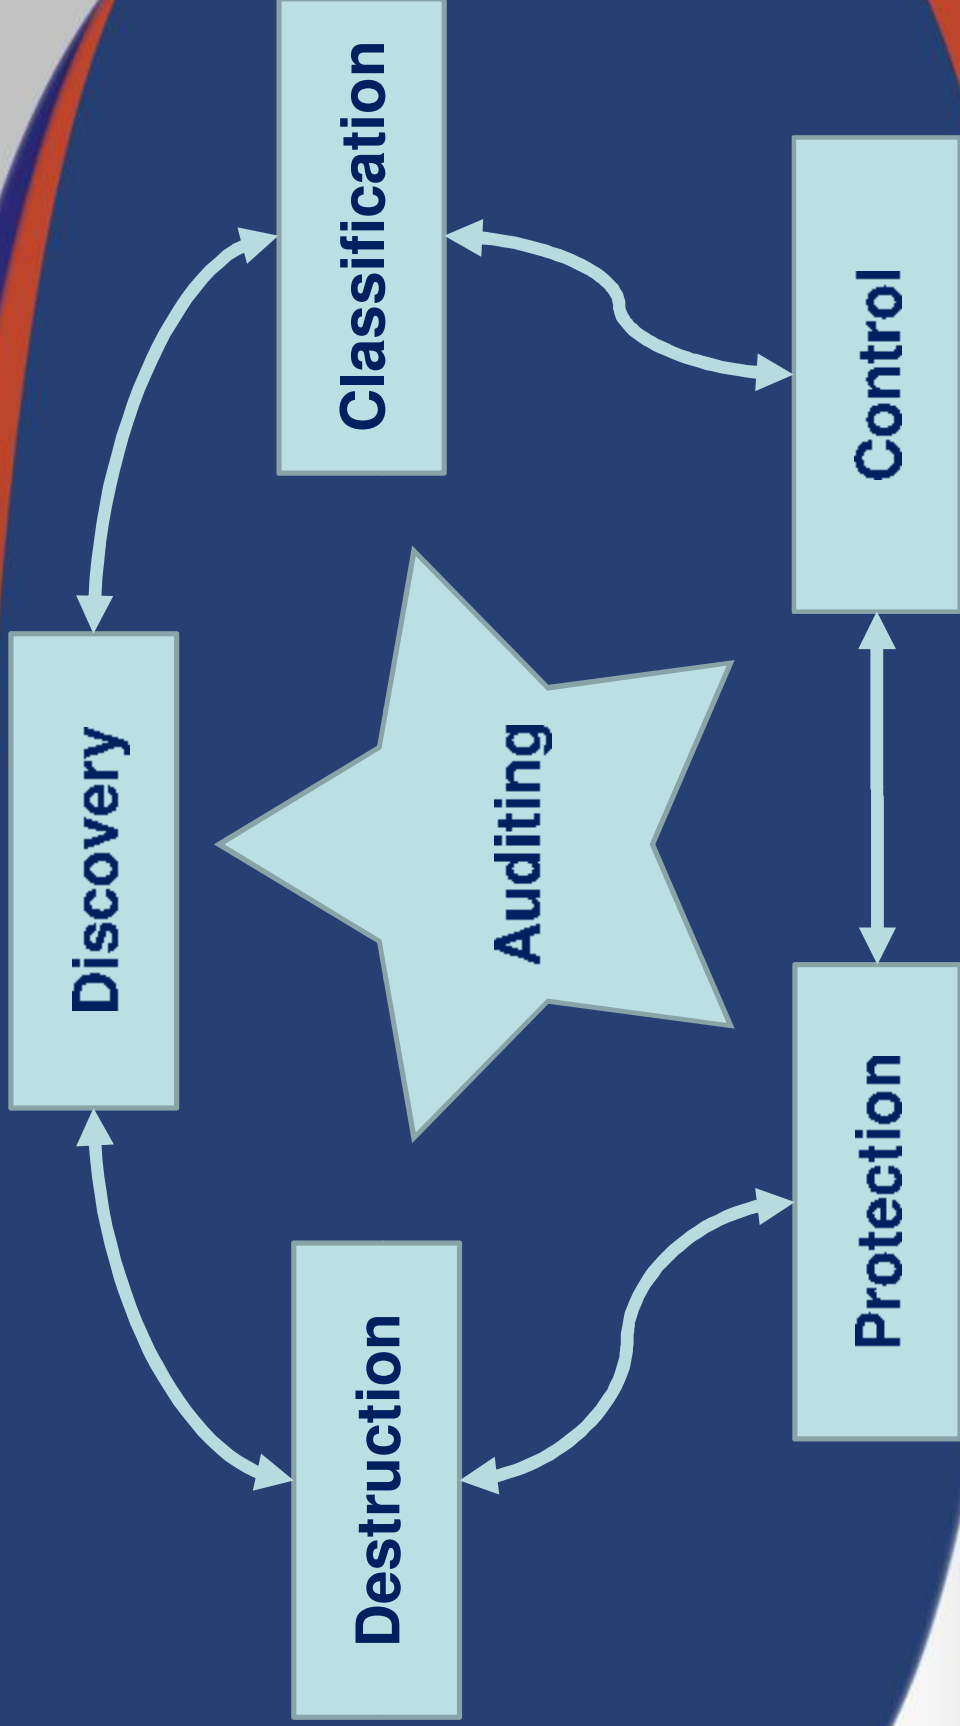 Discovery
Destruction
Classification
Auditing
Protection
Control